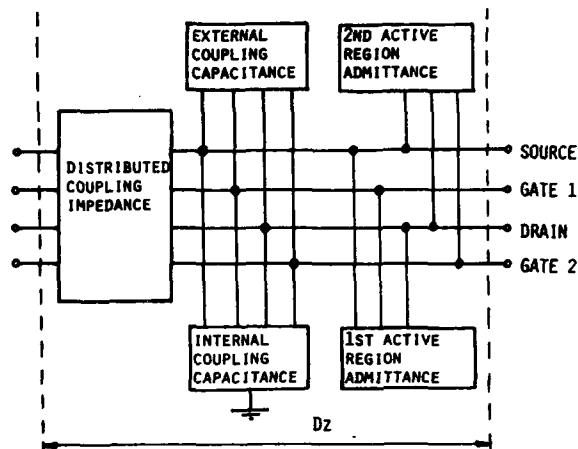 EXTERNAL
COUPLING
CAPACITANCE
2ND ACTIVE
REGION
ADMITTANCE
DISTRIBUTED
COUPLING
IMPEDANCE
SOURCE
GATE 1
DRAIN
GATE 2
INTERNAL
COUPLING
CAPACITANCE
1ST ACTIVE
REGION
ADMITTANCE
Dz